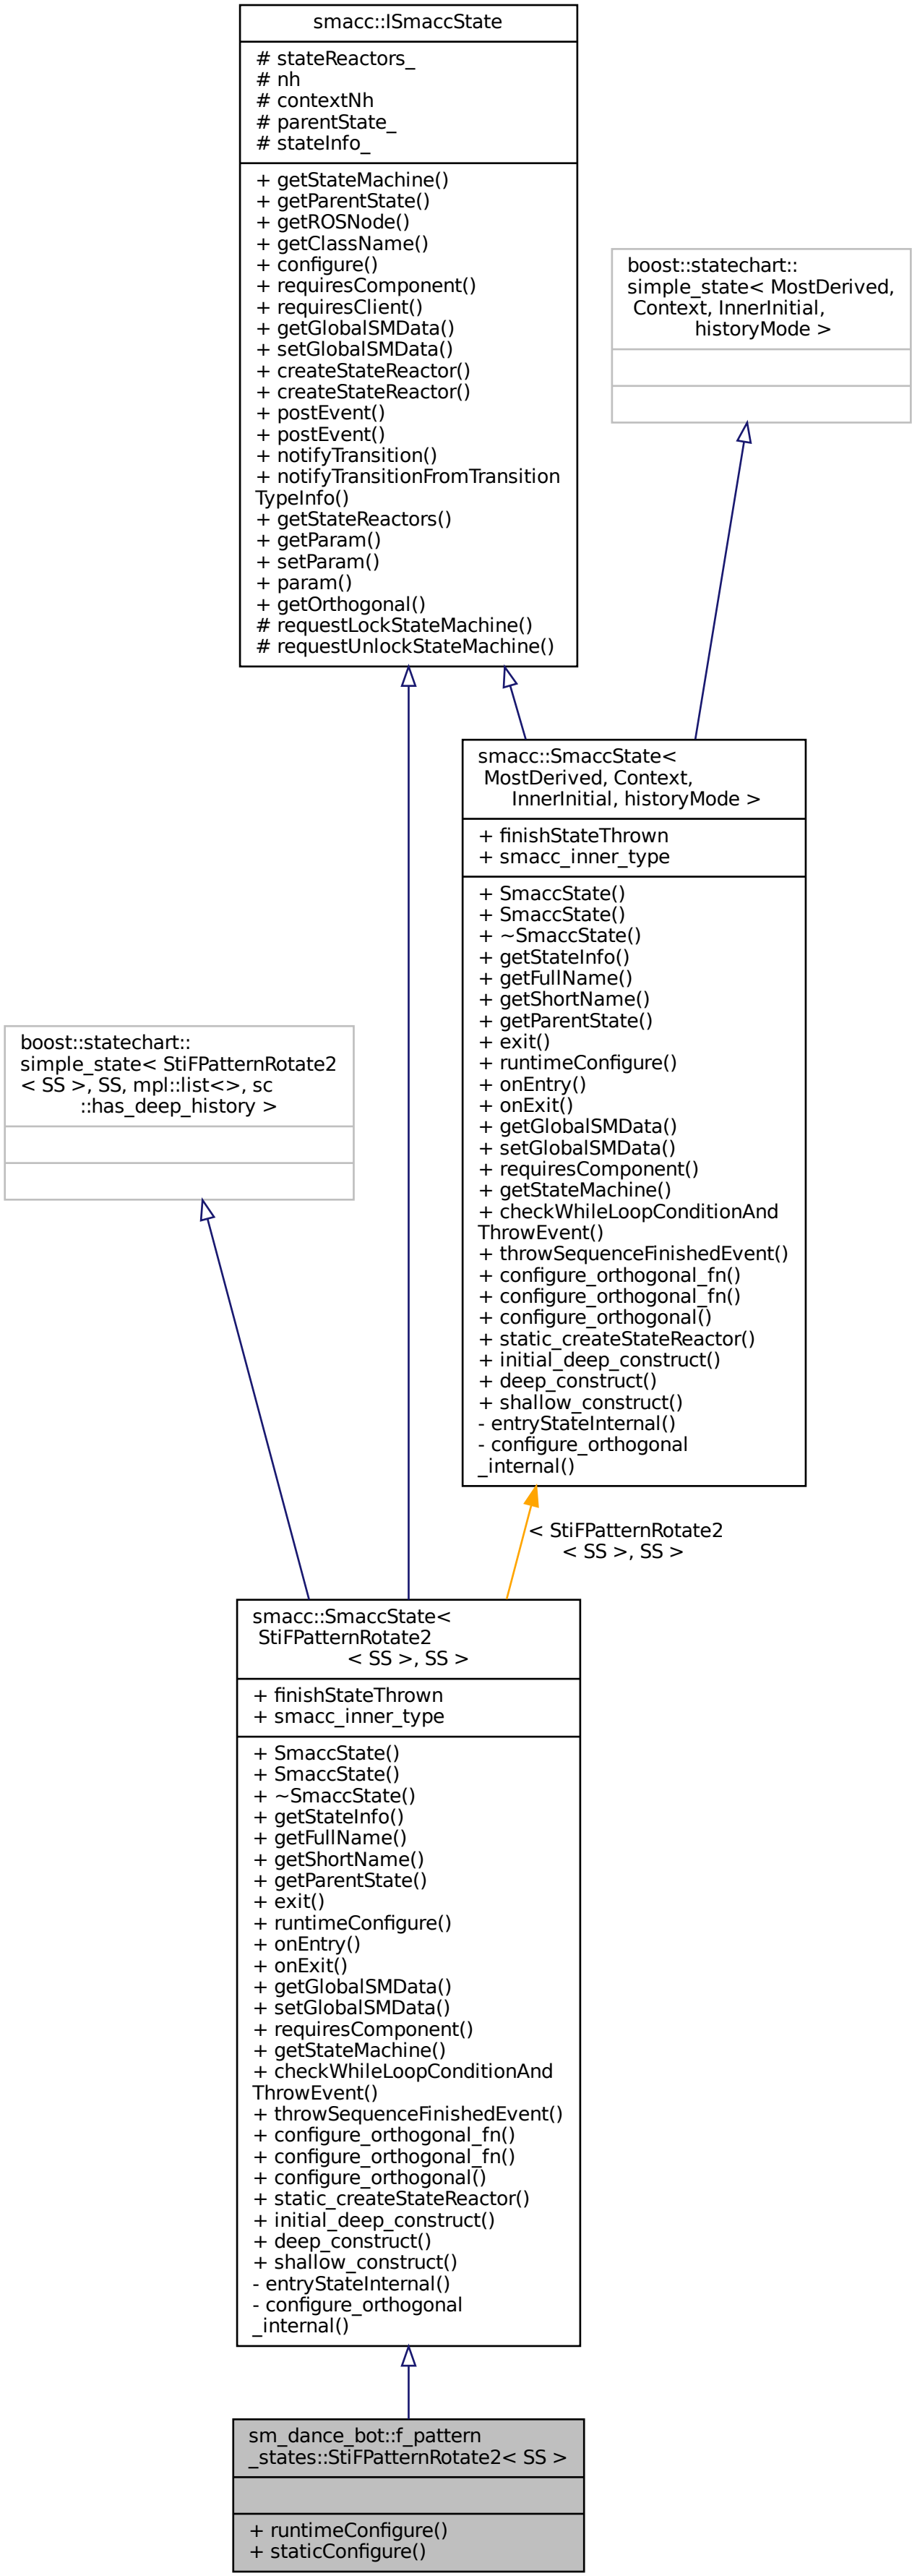 smacc::ISmaccState
# stateReactors_
# nh
# contextNh
# parentState_
# stateInfo_
+ getStateMachine()
+ getParentState()
+ getROSNode()
+ getClassName()
+ configure()
+ requiresComponent()
+ requiresClient()
+ getGlobalSMData()
+ setGlobalSMData()
+ createStateReactor()
+ createStateReactor()
+ postEvent()
+ postEvent()
+ notifyTransition()
+ notifyTransitionFromTransition
TypeInfo()
+ getStateReactors()
+ getParam()
+ setParam()
+ param()
+ getOrthogonal()
# requestLockStateMachine()
# requestUnlockStateMachine()
boost::statechart::
simple_state< MostDerived,
Context, InnerInitial,
historyMode >
smacc::SmaccState<
MostDerived, Context,
InnerInitial, historyMode >
+ finishStateThrown
+ smacc_inner_type
+ SmaccState()
+ SmaccState()
+ ~SmaccState()
+ getStateInfo()
+ getFullName()
+ getShortName()
+ getParentState()
+ exit()
+ runtimeConfigure()
+ onEntry()
+ onExit()
+ getGlobalSMData()
+ setGlobalSMData()
+ requiresComponent()
+ getStateMachine()
+ checkWhileLoopConditionAnd
ThrowEvent()
+ throwSequenceFinishedEvent()
+ configure_orthogonal_fn()
+ configure_orthogonal_fn()
+ configure_orthogonal()
+ static_createStateReactor()
+ initial_deep_construct()
+ deep_construct()
+ shallow_construct()
- entryStateInternal()
- configure_orthogonal
_internal()
boost::statechart::
simple_state< StiFPatternRotate2
< SS >, SS, mpl::list<>, sc
::has_deep_history >
< StiFPatternRotate2
< SS >, SS >
smacc::SmaccState<
StiFPatternRotate2
< SS >, SS >
+ finishStateThrown
+ smacc_inner_type
+ SmaccState()
+ SmaccState()
+ ~SmaccState()
+ getStateInfo()
+ getFullName()
+ getShortName()
+ getParentState()
+ exit()
+ runtimeConfigure()
+ onEntry()
+ onExit()
+ getGlobalSMData()
+ setGlobalSMData()
+ requiresComponent()
+ getStateMachine()
+ checkWhileLoopConditionAnd
ThrowEvent()
+ throwSequenceFinishedEvent()
+ configure_orthogonal_fn()
+ configure_orthogonal_fn()
+ configure_orthogonal()
+ static_createStateReactor()
+ initial_deep_construct()
+ deep_construct()
+ shallow_construct()
- entryStateInternal()
- configure_orthogonal
_internal()
sm_dance_bot::f_pattern
_states::StiFPatternRotate2< SS >
+ runtimeConfigure()
+ staticConfigure()